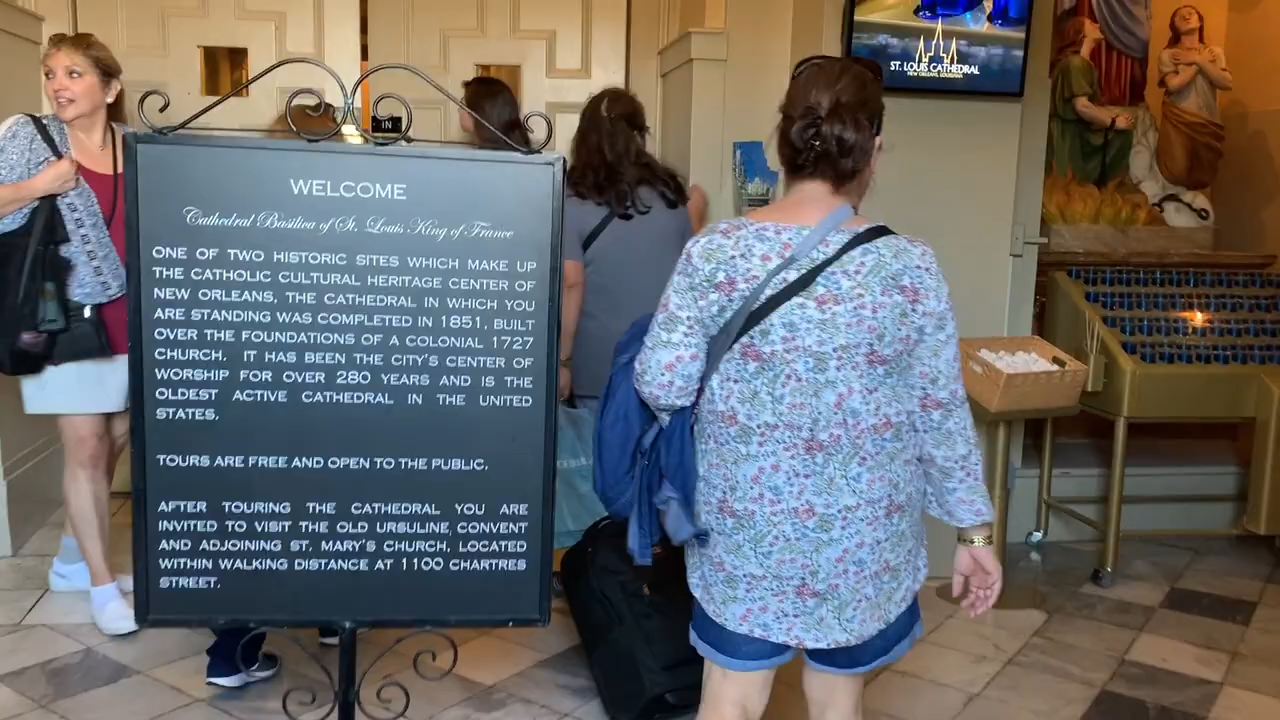 ST. LOUIS CATHEDRAL
NEW ORLEANS, LOUISIANA
IN
WELCOME
Cathedral Basilica of St. Louis King of France
ONE OF TWO HISTORIC SITES WHICH MAKE UP
THE CATHOLIC CULTURAL HERITAGE CENTER OF
NEW ORLEANS, THE CATHEDRAL IN WHICH YOU
ARE STANDING WAS COMPLETED IN 1851, BUILT
OVER THE FOUNDATIONS OF A COLONIAL 1727
CHURCH. IT HAS BEEN THE CITY'S CENTER OF
WORSHIP FOR OVER 280 YEARS AND IS THE
OLDEST ACTIVE CATHEDRAL IN THE UNITED
STATES.
TOURS ARE FREE AND OPEN TO THE PUBLIC.
AFTER TOURING THE CATHEDRAL YOU ARE
INVITED TO VISIT THE OLD URSULINE CONVENT
AND ADJOINING ST. MARY'S CHURCH, LOCATED
WITHIN WALKING DISTANCE AT 1100 CHARTRES
STREET.